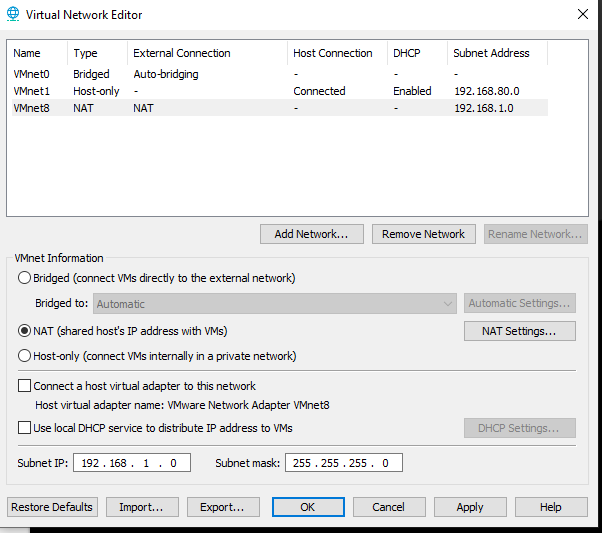 Virtual Network Editor
Name Type External Connection Host Connection DHCP Subnet Address
VMnet0 Bridged Auto-bridging - - -
VMnet1 Host-only - Connected Enabled 192.168.80.0
VMnet8 NAT NAT - - 192.168.1.0
Add Network... Remove Network Rename Network...
VMnet Information
Bridged (connect VMs directly to the external network)
Bridged to: Automatic Automatic Settings...
NAT (shared host's IP address with VMs) NAT Settings...
Host-only (connect VMs internally in a private network)
Connect a host virtual adapter to this network
Host virtual adapter name: VMware Network Adapter VMnet8
Use local DHCP service to distribute IP address to VMs DHCP Settings...
Subnet IP: 192 . 168 . 1 . 0 Subnet mask: 255 . 255 . 255 . 0
Restore Defaults Import... Export... OK Cancel Apply Help